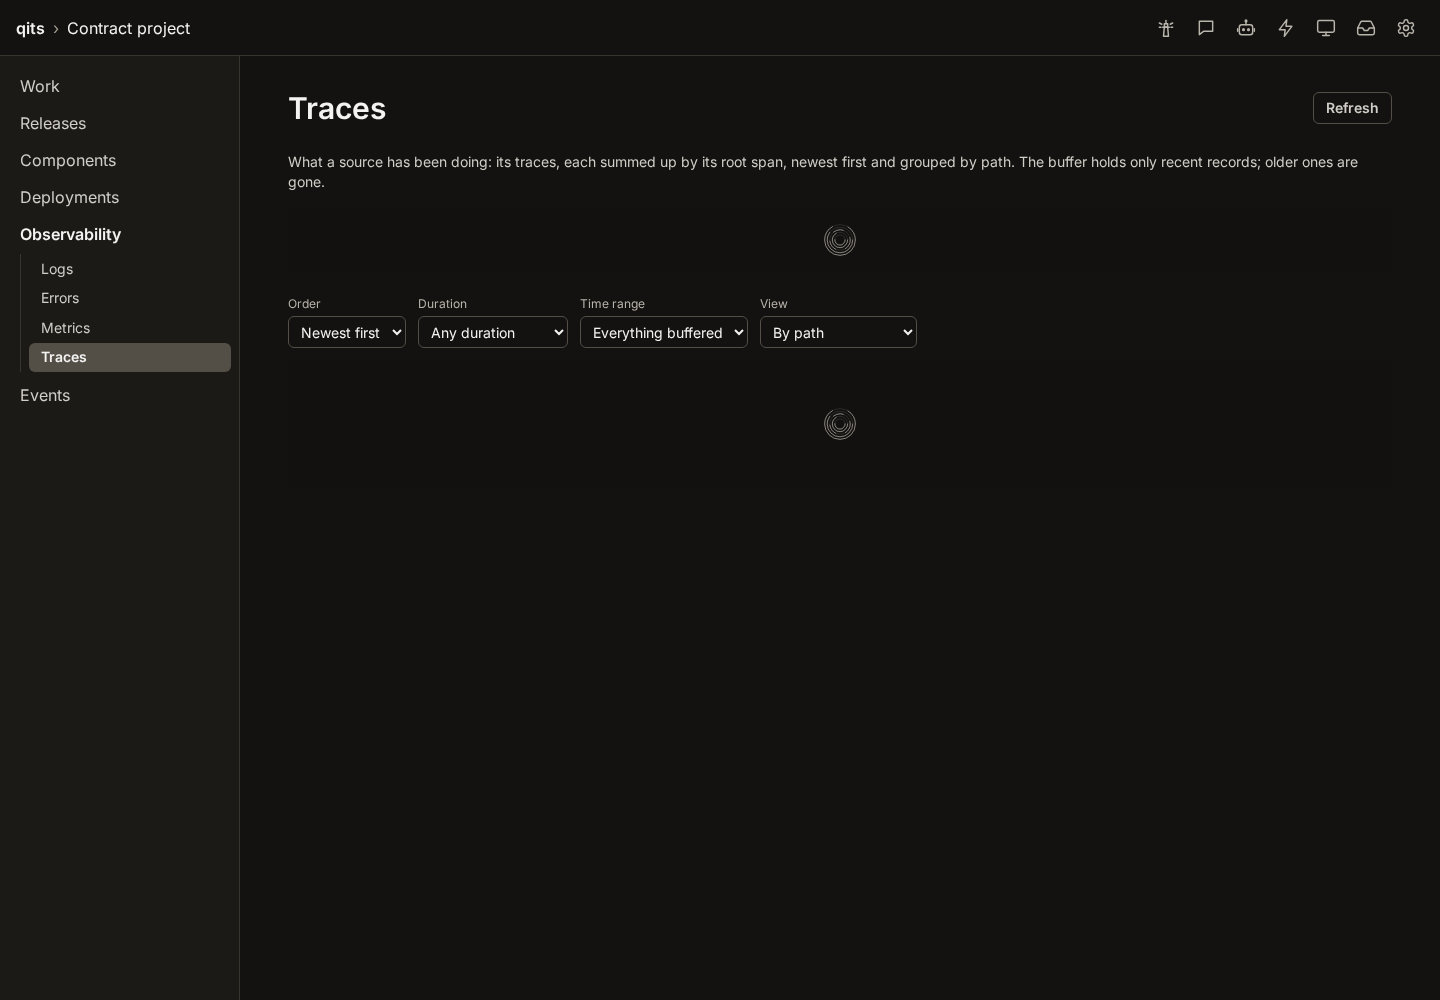 qits › Contract project
Work
Releases
Components
Deployments
Observability
Logs
Errors
Metrics
Traces
Events
Traces
Refresh
What a source has been doing: its traces, each summed up by its root span, newest first and grouped by path. The buffer holds only recent records; older ones are
gone.
Order Duration Time range View
Newest first Any duration Everything buffered By path